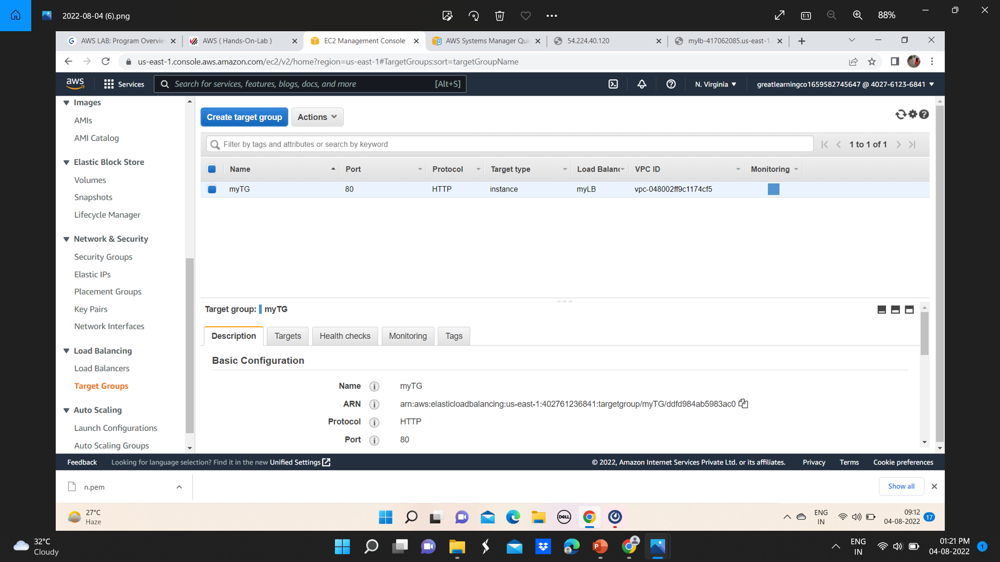 2022-08-04 (6).png
88%
AWS LAB: Program Overvie
AWS ( Hands-On-Lab )
EC2 Management Console
AWS Systems Manager Qui
54.224.40.120
mylb-417062085.us-east-1.
us-east-1.console.aws.amazon.com/ec2/v2/home?region=us-east-1#TargetGroups:sort=targetGroupName
aws
Services
Search for services, features, blogs, docs, and more
[Alt+S]
N. Virginia
greatlearningco1659582745647 @ 4027-6123-6841
Images
AMIs
AMI Catalog
Elastic Block Store
Volumes
Snapshots
Lifecycle Manager
Network & Security
Security Groups
Elastic IPs
Placement Groups
Key Pairs
Network Interfaces
Load Balancing
Load Balancers
Target Groups
Auto Scaling
Launch Configurations
Auto Scaling Groups
Create target group
Actions
Filter by tags and attributes or search by keyword
1 to 1 of 1
Name Port Protocol Target type Load Balanc VPC ID Monitoring
myTG 80 HTTP instance myLB vpc-048002ff9c1174cf5
Target group: myTG
Description Targets Health checks Monitoring Tags
Basic Configuration
Name myTG
ARN arn:aws:elasticloadbalancing:us-east-1:402761236841:targetgroup/myTG/ddfd984ab5983ac0
Protocol HTTP
Port 80
Feedback
Looking for language selection? Find it in the new Unified Settings
© 2022, Amazon Internet Services Private Ltd. or its affiliates.
Privacy
Terms
Cookie preferences
n.pem
Show all
27°C
Haze
DELL
ENG
IN
09:12
04-08-2022
17
32°C
Cloudy
ENG
IN
01:21 PM
04-08-2022
1